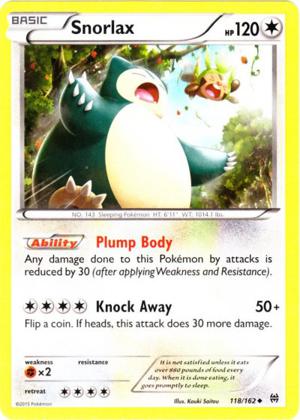 BASIC
Snorlax
HP 120
NO. 143 Sleeping Pokémon HT. 6'11" WT. 1014.1 lbs.
Ability Plump Body
Any damage done to this Pokémon by attacks is
reduced by 30 (after applying Weakness and Resistance).
Knock Away 50+
Flip a coin. If heads, this attack does 30 more damage.
weakness resistance
×2
retreat
It is not satisfied unless it eats
over 880 pounds of food every
day. When it is done eating, it
goes promptly to sleep.
©2015 Pokémon
Illus. Kouki Saitou
118/162